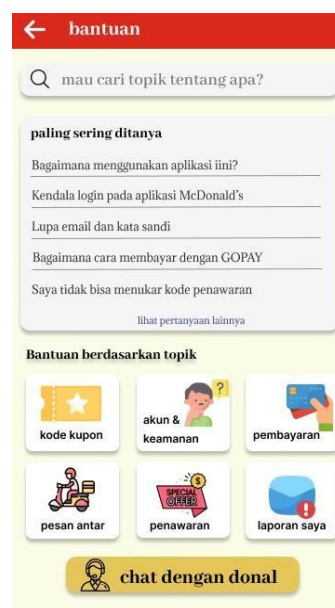 bantuan
mau cari topik tentang apa?
paling sering ditanya
Bagaimana menggunakan aplikasi iini?
Kendala login pada aplikasi McDonald's
Lupa email dan kata sandi
Bagaimana cara membayar dengan GOPAY
Saya tidak bisa menukar kode penawaran
lihat pertanyaan lainnya
Bantuan berdasarkan topik
kode kupon
?
akun &
keamanan
pembayaran
pesan antar
SPECIAL
OFFER
$
penawaran
laporan saya
chat dengan donal